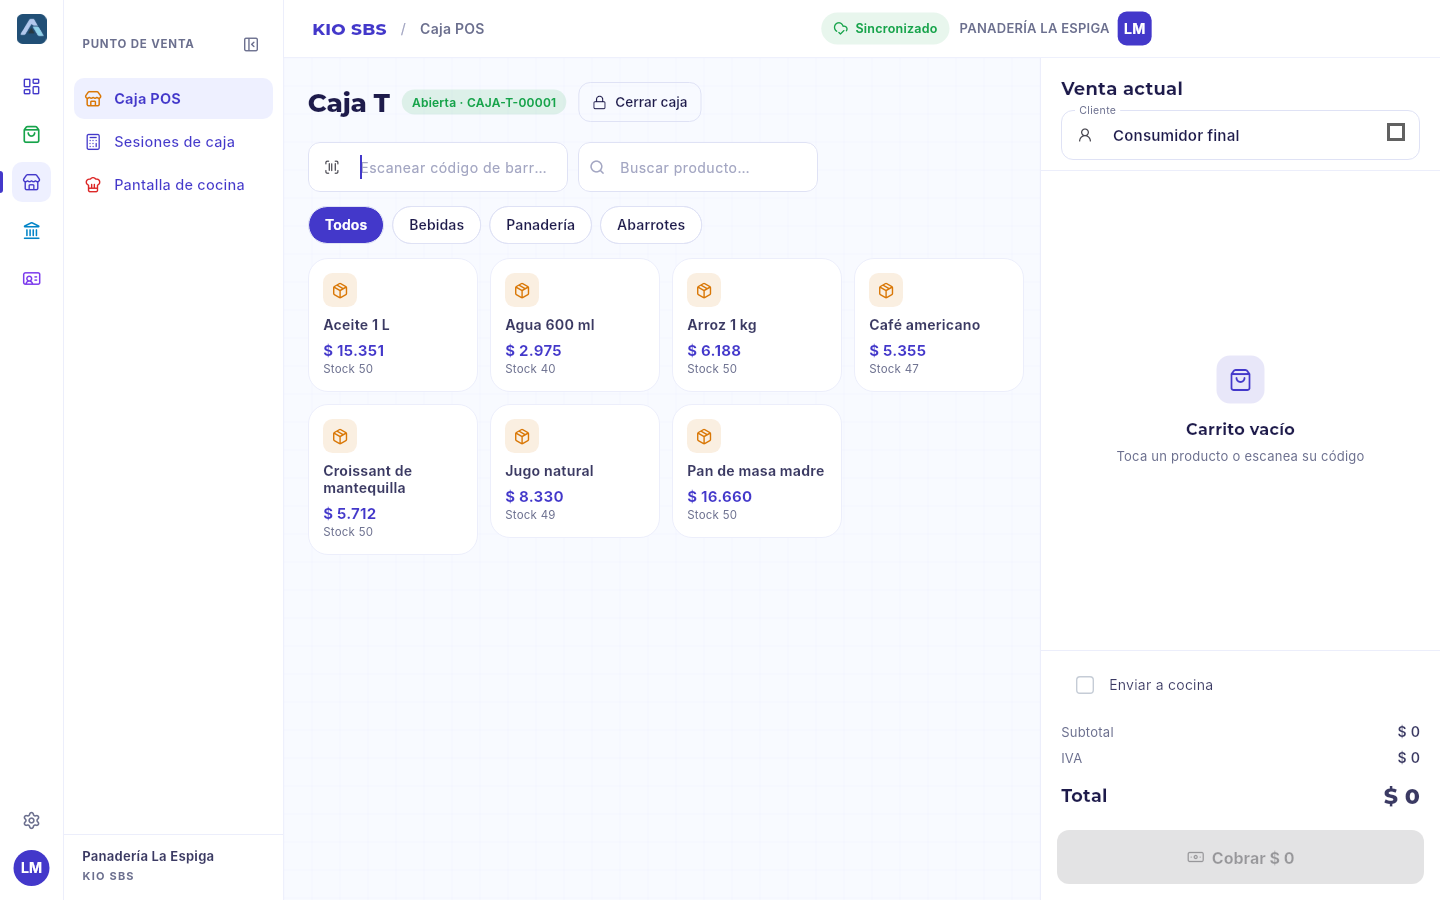 PUNTO DE VENTA
Caja POS
Sesiones de caja
Pantalla de cocina
LM
Panadería La Espiga
KIO SBS
KIO SBS / Caja POS
Sincronizado
PANADERÍA LA ESPIGA
LM
Caja T
Abierta · CAJA-T-00001
Cerrar caja
Escanear código de barr...
Buscar producto...
Todos
Bebidas
Panadería
Abarrotes
Aceite 1 L
$ 15.351
Stock 50
Agua 600 ml
$ 2.975
Stock 40
Arroz 1 kg
$ 6.188
Stock 50
Café americano
$ 5.355
Stock 47
Croissant de
mantequilla
$ 5.712
Stock 50
Jugo natural
$ 8.330
Stock 49
Pan de masa madre
$ 16.660
Stock 50
Venta actual
Cliente
Consumidor final
Carrito vacío
Toca un producto o escanea su código
Enviar a cocina
Subtotal $ 0
IVA $ 0
Total $ 0
Cobrar $ 0